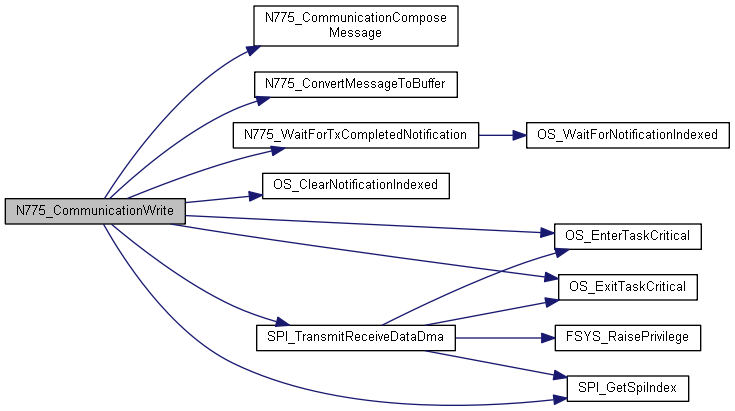 N775_CommunicationCompose
Message
N775_ConvertMessageToBuffer
N775_WaitForTxCompletedNotification
OS_WaitForNotificationIndexed
OS_ClearNotificationIndexed
N775_CommunicationWrite
OS_EnterTaskCritical
OS_ExitTaskCritical
SPI_TransmitReceiveDataDma
FSYS_RaisePrivilege
SPI_GetSpiIndex